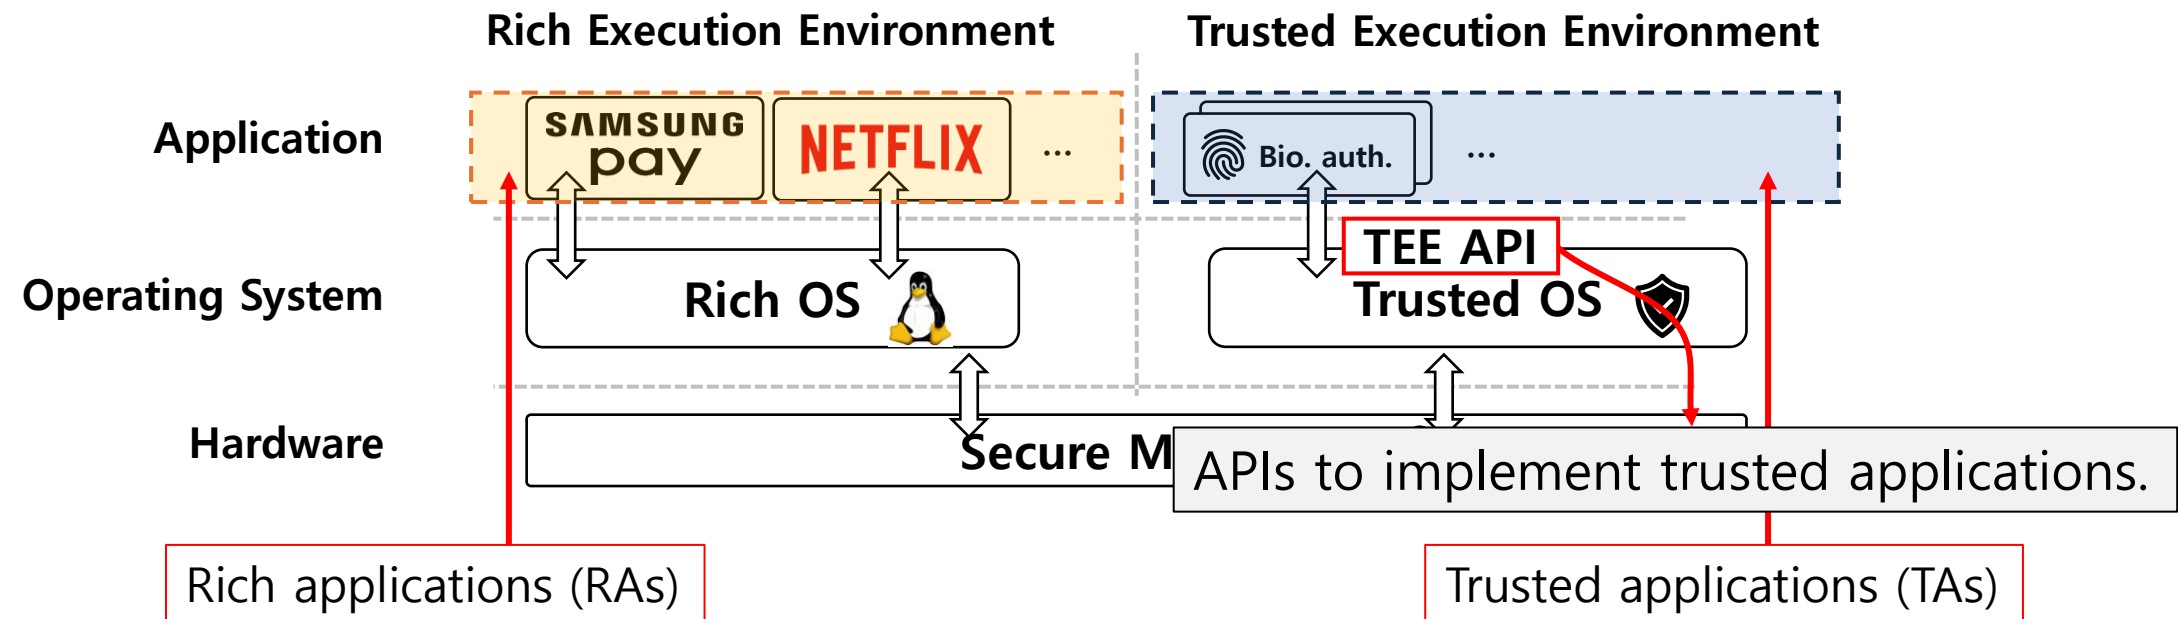 Rich Execution Environment
Trusted Execution Environment
Application
SAMSUNG
pay
NETFLIX
...
Bio. auth.
...
TEE API
Operating System
Rich OS
Trusted OS
Hardware
Secure M
APIs to implement trusted applications.
Rich applications (RAs)
Trusted applications (TAs)